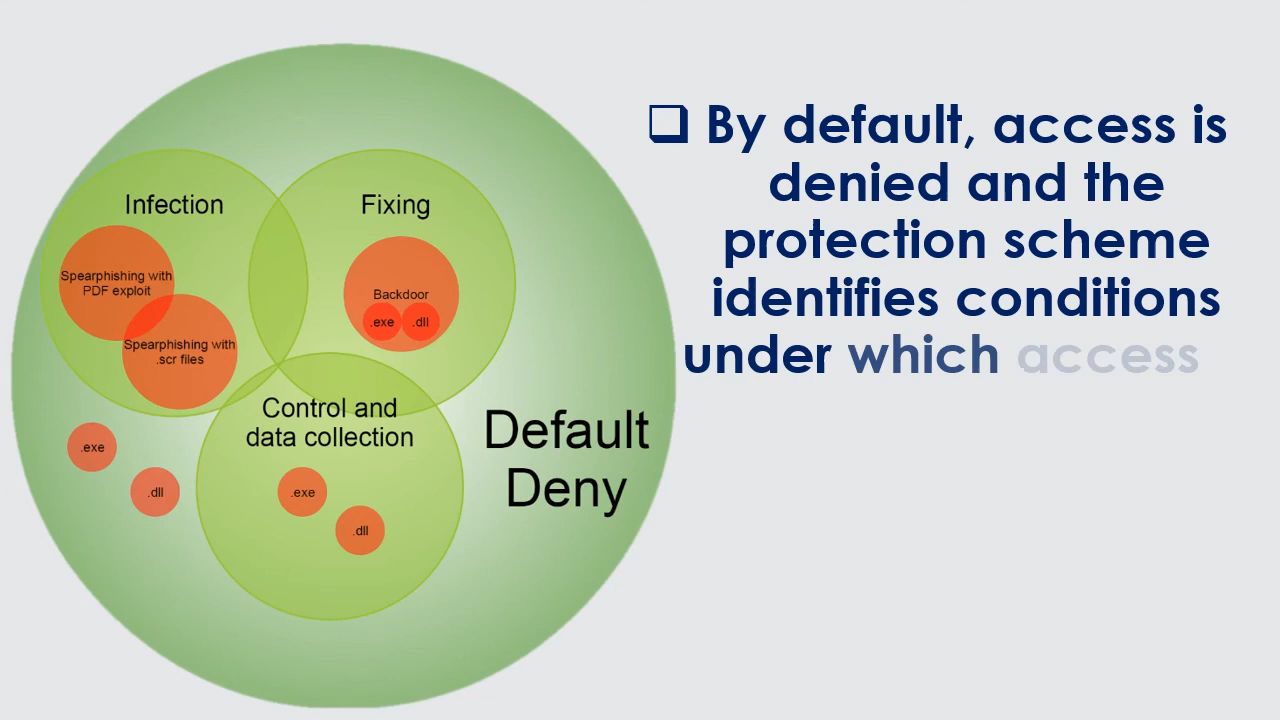 By default, access is
denied and the
protection scheme
identifies conditions
under which access
Infection
Fixing
Spearphishing with
PDF exploit
Spearphishing with
.scr files
Backdoor
.exe
.dll
Control and
data collection
.exe
.dll
.exe
.dll
Default
Deny